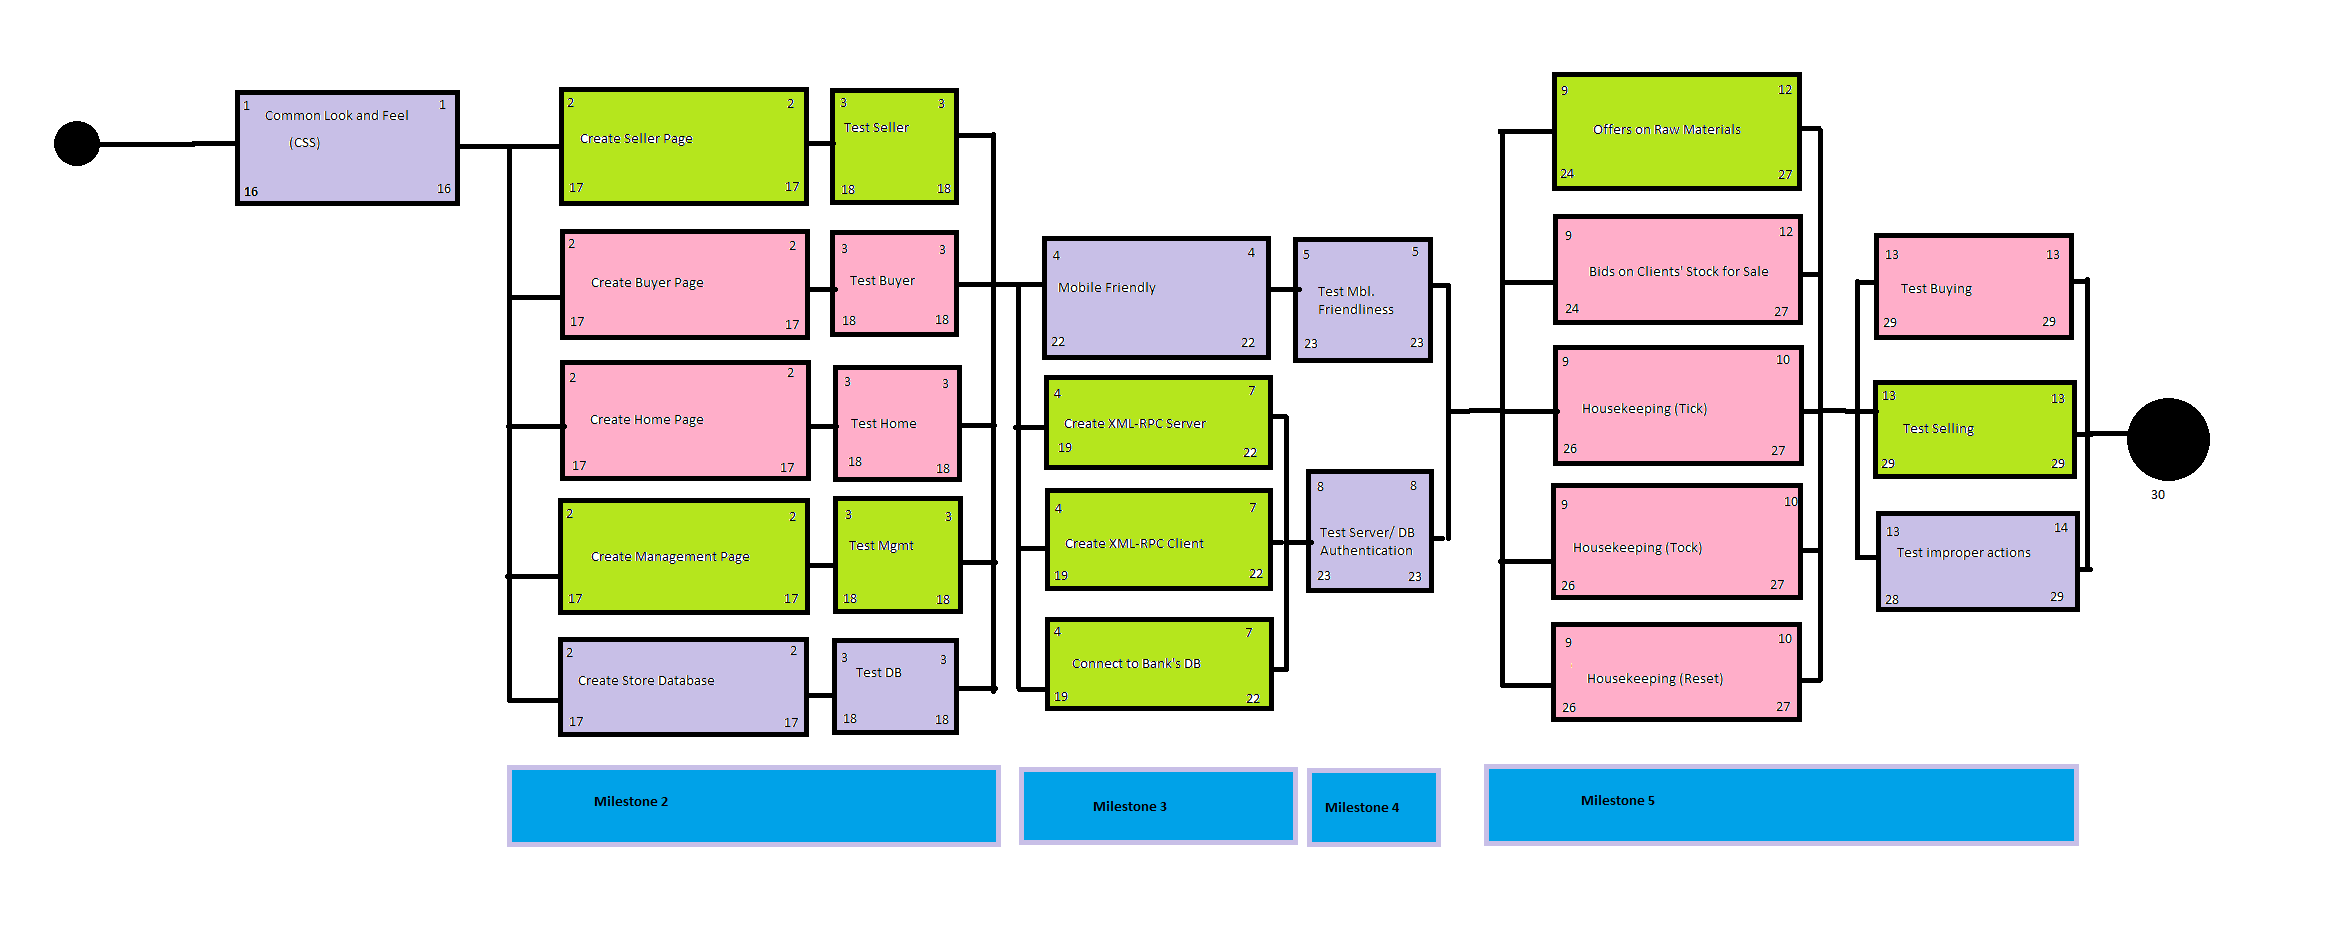 1 1
Common Look and Feel
(CSS)
16 16
2 2
Create Seller Page
17 17
3 3
Test Seller
18 18
2 2
Create Buyer Page
17 17
3 3
Test Buyer
18 18
2 2
Create Home Page
17 17
3 3
Test Home
18 18
2 2
Create Management Page
17 17
3 3
Test Mgmt
18 18
2 2
Create Store Database
17 17
3 3
Test DB
18 18
4 4
Mobile Friendly
22 22
5 5
Test Mbl.
Friendliness
23 23
4 7
Create XML-RPC Server
19 22
4 7
Create XML-RPC Client
19 22
4 7
Connect to Bank's DB
19 22
8 8
Test Server/ DB
Authentication
23 23
9 12
Offers on Raw Materials
24 27
9 12
Bids on Clients' Stock for Sale
24 27
9 10
Housekeeping (Tick)
26 27
9 10
Housekeeping (Tock)
26 27
9 10
Housekeeping (Reset)
26 27
13 13
Test Buying
29 29
13 13
Test Selling
29 29
13 14
Test improper actions
28 29
30
Milestone 2
Milestone 3
Milestone 4
Milestone 5